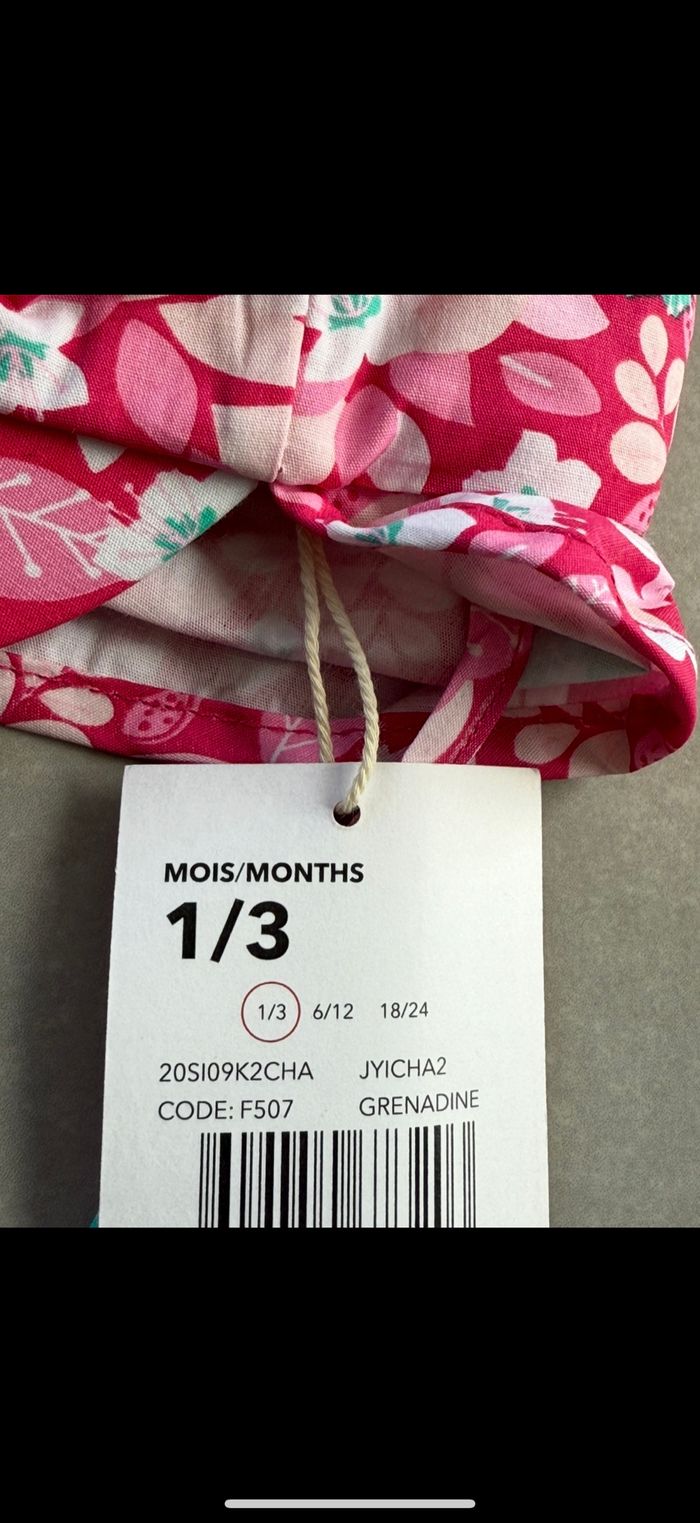 MOIS/MONTHS
1/3
1/3 6/12 18/24
20SI09K2CHA JYICHA2
CODE: F507 GRENADINE